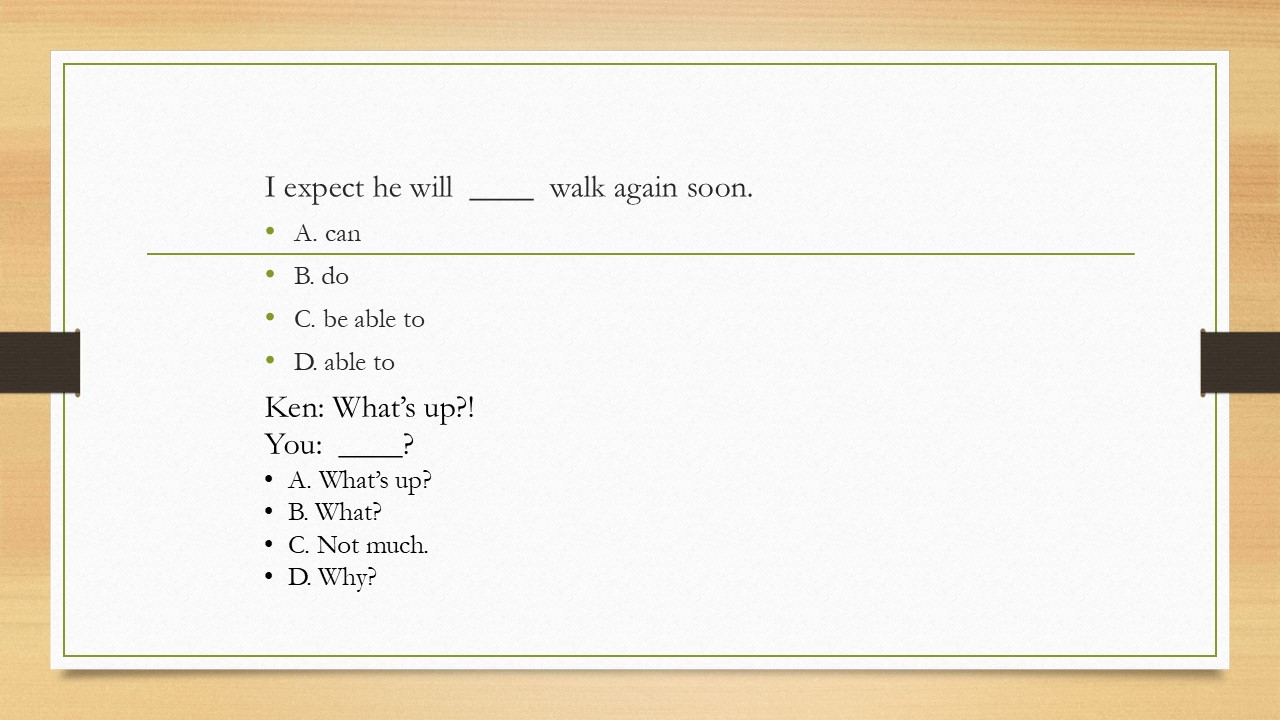 I expect he will ____ walk again soon.
• A. can
• B. do
• C. be able to
• D. able to
Ken: What’s up?!
You: ____?
• A. What’s up?
• B. What?
• C. Not much.
• D. Why?